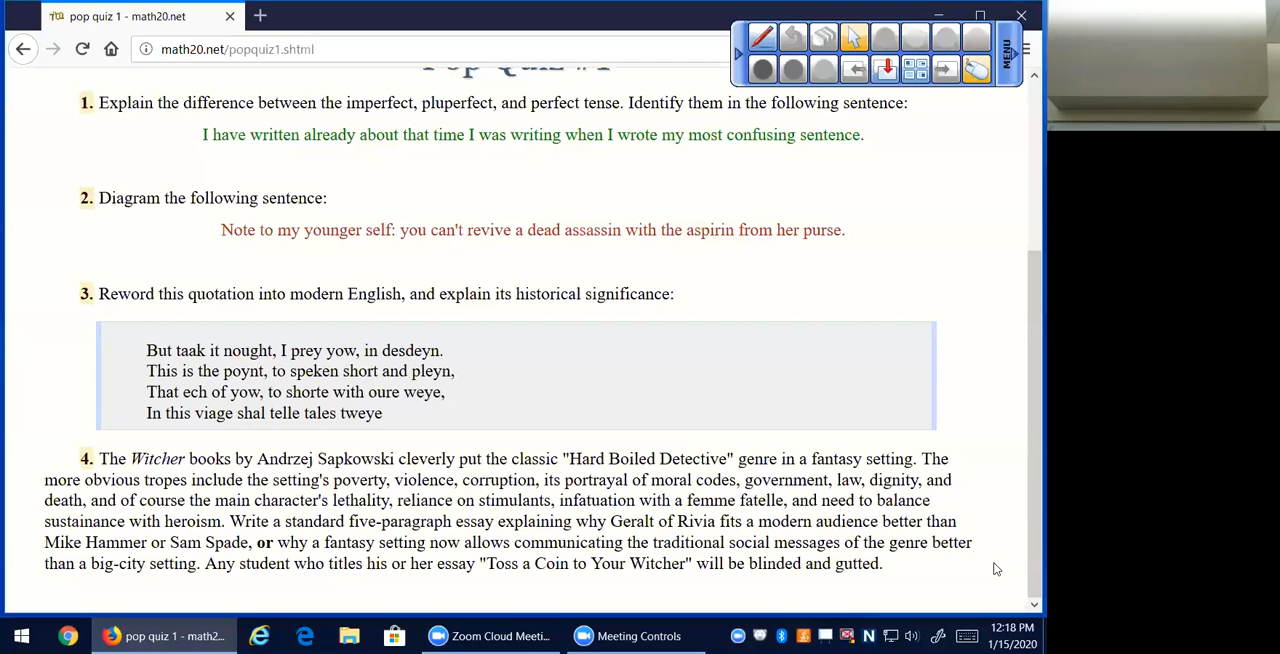 pop quiz 1 - math20.net
math20.net/popquiz1.shtml
MENU
Pop Quiz #1
1. Explain the difference between the imperfect, pluperfect, and perfect tense. Identify them in the following sentence:
I have written already about that time I was writing when I wrote my most confusing sentence.
2. Diagram the following sentence:
Note to my younger self: you can't revive a dead assassin with the aspirin from her purse.
3. Reword this quotation into modern English, and explain its historical significance:
But taak it nought, I prey yow, in desdeyn.
This is the poynt, to speken short and pleyn,
That ech of yow, to shorte with oure weye,
In this viage shal telle tales tweye
4. The Witcher books by Andrzej Sapkowski cleverly put the classic "Hard Boiled Detective" genre in a fantasy setting. The
more obvious tropes include the setting's poverty, violence, corruption, its portrayal of moral codes, government, law, dignity, and
death, and of course the main character's lethality, reliance on stimulants, infatuation with a femme fatelle, and need to balance
sustainance with heroism. Write a standard five-paragraph essay explaining why Geralt of Rivia fits a modern audience better than
Mike Hammer or Sam Spade, or why a fantasy setting now allows communicating the traditional social messages of the genre better
than a big-city setting. Any student who titles his or her essay "Toss a Coin to Your Witcher" will be blinded and gutted.
pop quiz 1 - math2...
Zoom Cloud Meeti...
Meeting Controls
12:18 PM
1/15/2020